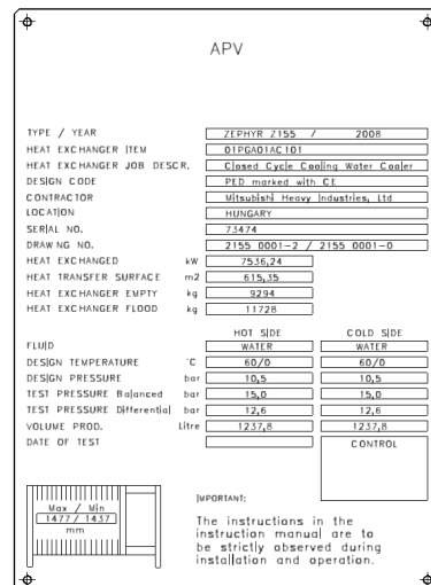 APV
TYPE / YEAR ZEPHYR Z155 / 2008
HEAT EXCHANGER ITEM 01PGA01AC101
HEAT EXCHANGER JOB DESCR. Closed Cycle Cooling Water Cooler
DESIGN CODE PED marked with CE
CONTRACTOR Mitsubishi Heavy Industries, Ltd
LOCATION HUNGARY
SERIAL NO. 73474
DRAWING NO. 2155 0001-2 / 2155 0001-0
HEAT EXCHANGED kW 7536,24
HEAT TRANSFER SURFACE m2 615,35
HEAT EXCHANGER EMPTY kg 9294
HEAT EXCHANGER FLOOD kg 11728
HOT SIDE COLD SIDE
FLUID WATER WATER
DESIGN TEMPERATURE °C 60/0 60/0
DESIGN PRESSURE bar 10,5 10,5
TEST PRESSURE Balanced bar 15,0 15,0
TEST PRESSURE Differential bar 12,6 12,6
VOLUME PROD. Litre 1237,8 1237,8
DATE OF TEST CONTROL
Max / Min
1477 / 1437
mm
IMPORTANT:
The instructions in the
instruction manual are to
be strictly observed during
installation and operation.